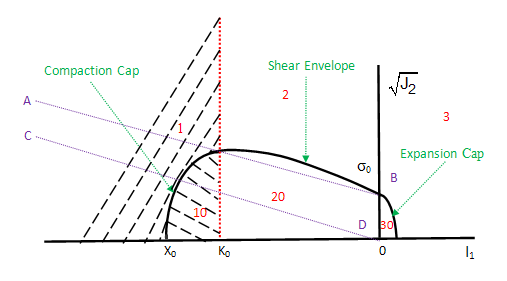 Shear Envelope
Compaction Cap
2
√J₂
A
3
1
C
Expansion Cap
σ₀
B
20
10
D
30
X₀
K₀
0
I₁